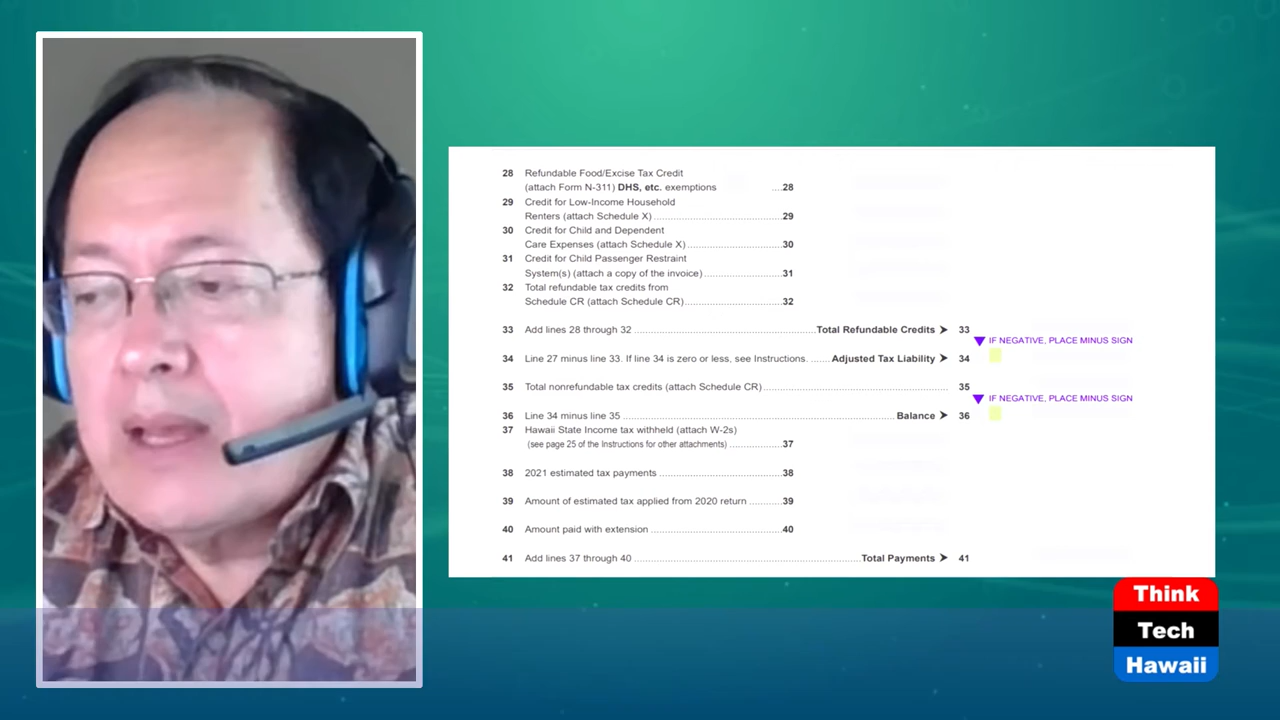 28 Refundable Food/Excise Tax Credit
(attach Form N-311) DHS, etc. exemptions ....28
29 Credit for Low-Income Household
Renters (attach Schedule X)...............................................29
30 Credit for Child and Dependent
Care Expenses (attach Schedule X)..................................30
31 Credit for Child Passenger Restraint
System(s) (attach a copy of the invoice)............................31
32 Total refundable tax credits from
Schedule CR (attach Schedule CR)...................................32
33 Add lines 28 through 32 ................................................................Total Refundable Credits ➤ 33
IF NEGATIVE, PLACE MINUS SIGN
34 Line 27 minus line 33. If line 34 is zero or less, see Instructions. .......Adjusted Tax Liability ➤ 34
35 Total nonrefundable tax credits (attach Schedule CR)................................................................ 35
IF NEGATIVE, PLACE MINUS SIGN
36 Line 34 minus line 35 ................................................................................................Balance ➤ 36
37 Hawaii State Income tax withheld (attach W-2s)
(see page 25 of the Instructions for other attachments) ...................37
38 2021 estimated tax payments ............................................38
39 Amount of estimated tax applied from 2020 return ...........39
40 Amount paid with extension ..............................................40
41 Add lines 37 through 40 ................................................................................Total Payments ➤ 41
Think
Tech
Hawaii